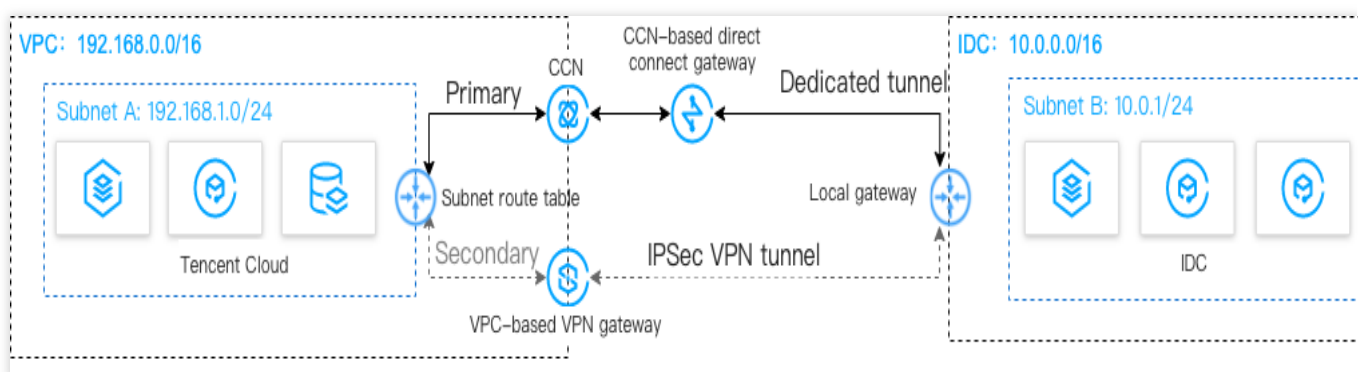 VPC: 192.168.0.0/16
Subnet A: 192.168.1.0/24
Tencent Cloud
Primary
CCN
CCN-based direct
connect gateway
Dedicated tunnel
Subnet route table
Local gateway
Secondary
IPSec VPN tunnel
VPC-based VPN gateway
IDC: 10.0.0.0/16
Subnet B: 10.0.1/24
IDC